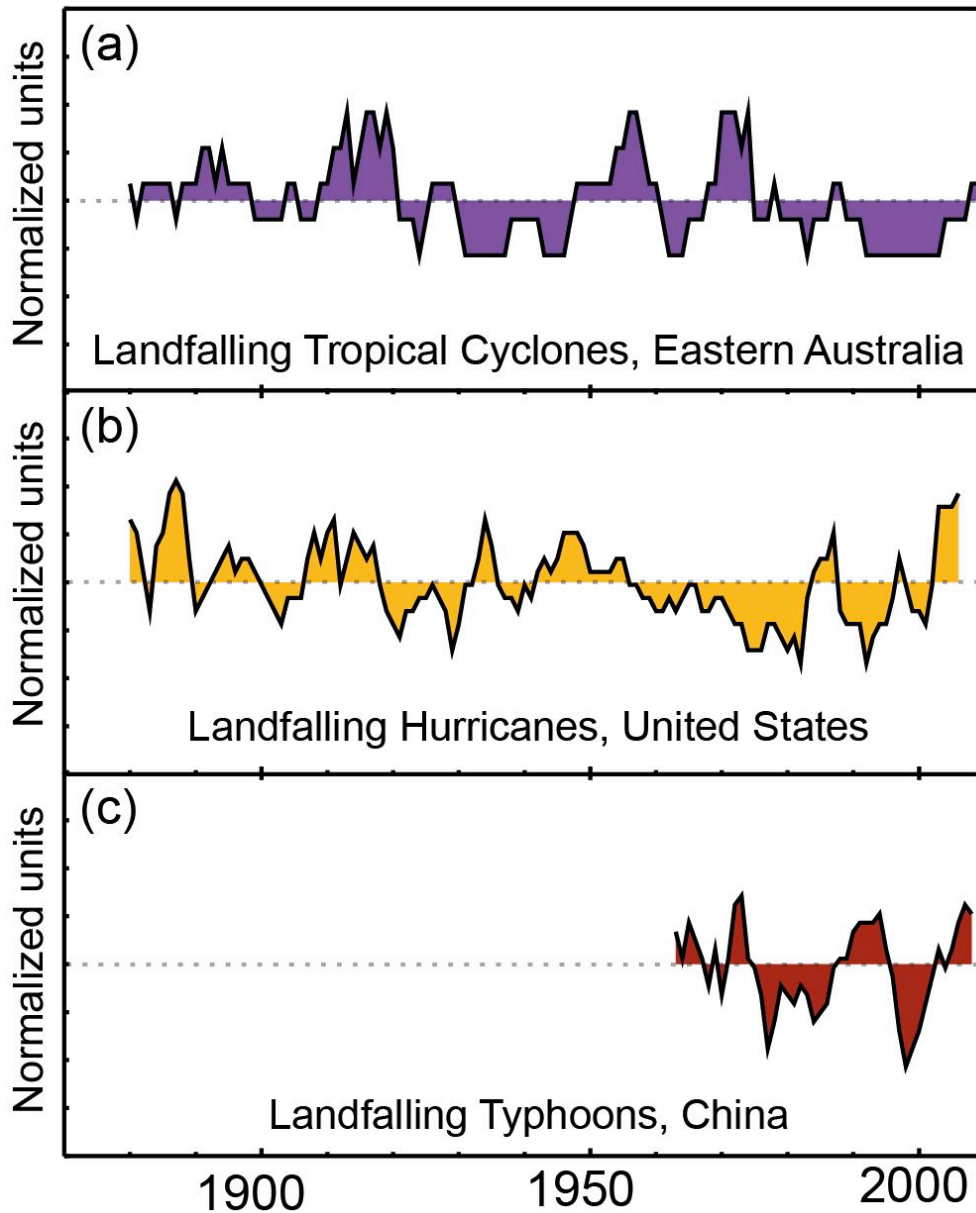 (a)
Normalized units
Landfalling Tropical Cyclones, Eastern Australia
(b)
Normalized units
Landfalling Hurricanes, United States
(c)
Normalized units
Landfalling Typhoons, China
1900 1950 2000